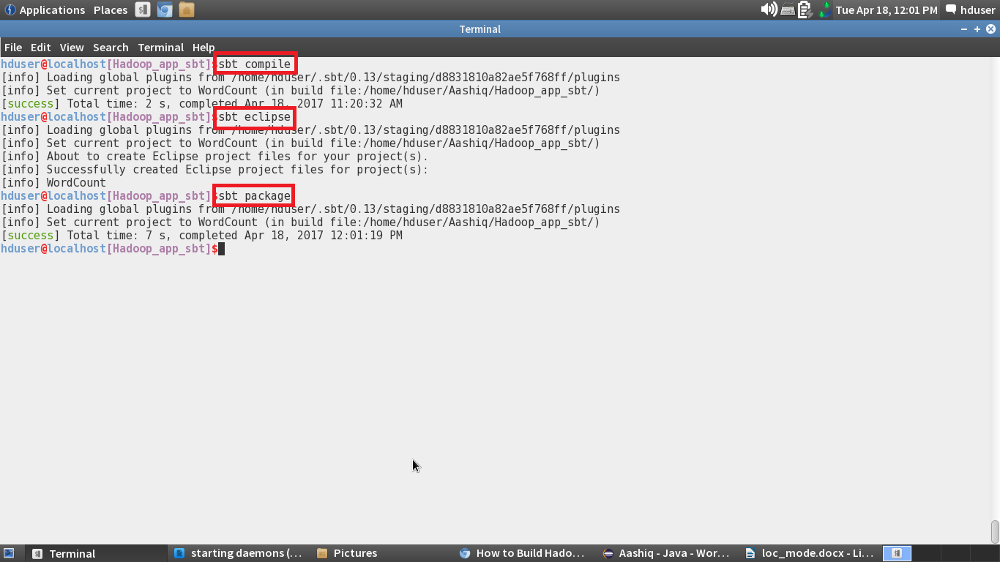 Applications Places Tue Apr 18, 12:01 PM hduser
Terminal
File Edit View Search Terminal Help
hduser@localhost[Hadoop_app_sbt]$sbt compile
[info] Loading global plugins from /home/hduser/.sbt/0.13/staging/d8831810a82ae5f768ff/plugins
[info] Set current project to WordCount (in build file:/home/hduser/Aashiq/Hadoop_app_sbt/)
[success] Total time: 2 s, completed Apr 18, 2017 11:20:32 AM
hduser@localhost[Hadoop_app_sbt]$sbt eclipse
[info] Loading global plugins from /home/hduser/.sbt/0.13/staging/d8831810a82ae5f768ff/plugins
[info] Set current project to WordCount (in build file:/home/hduser/Aashiq/Hadoop_app_sbt/)
[info] About to create Eclipse project files for your project(s).
[info] Successfully created Eclipse project files for project(s):
[info] WordCount
hduser@localhost[Hadoop_app_sbt]$sbt package
[info] Loading global plugins from /home/hduser/.sbt/0.13/staging/d8831810a82ae5f768ff/plugins
[info] Set current project to WordCount (in build file:/home/hduser/Aashiq/Hadoop_app_sbt/)
[success] Total time: 7 s, completed Apr 18, 2017 12:01:19 PM
hduser@localhost[Hadoop_app_sbt]$
Terminal starting daemons (... Pictures How to Build Hado... Aashiq - Java - Wor... loc_mode.docx - Li...